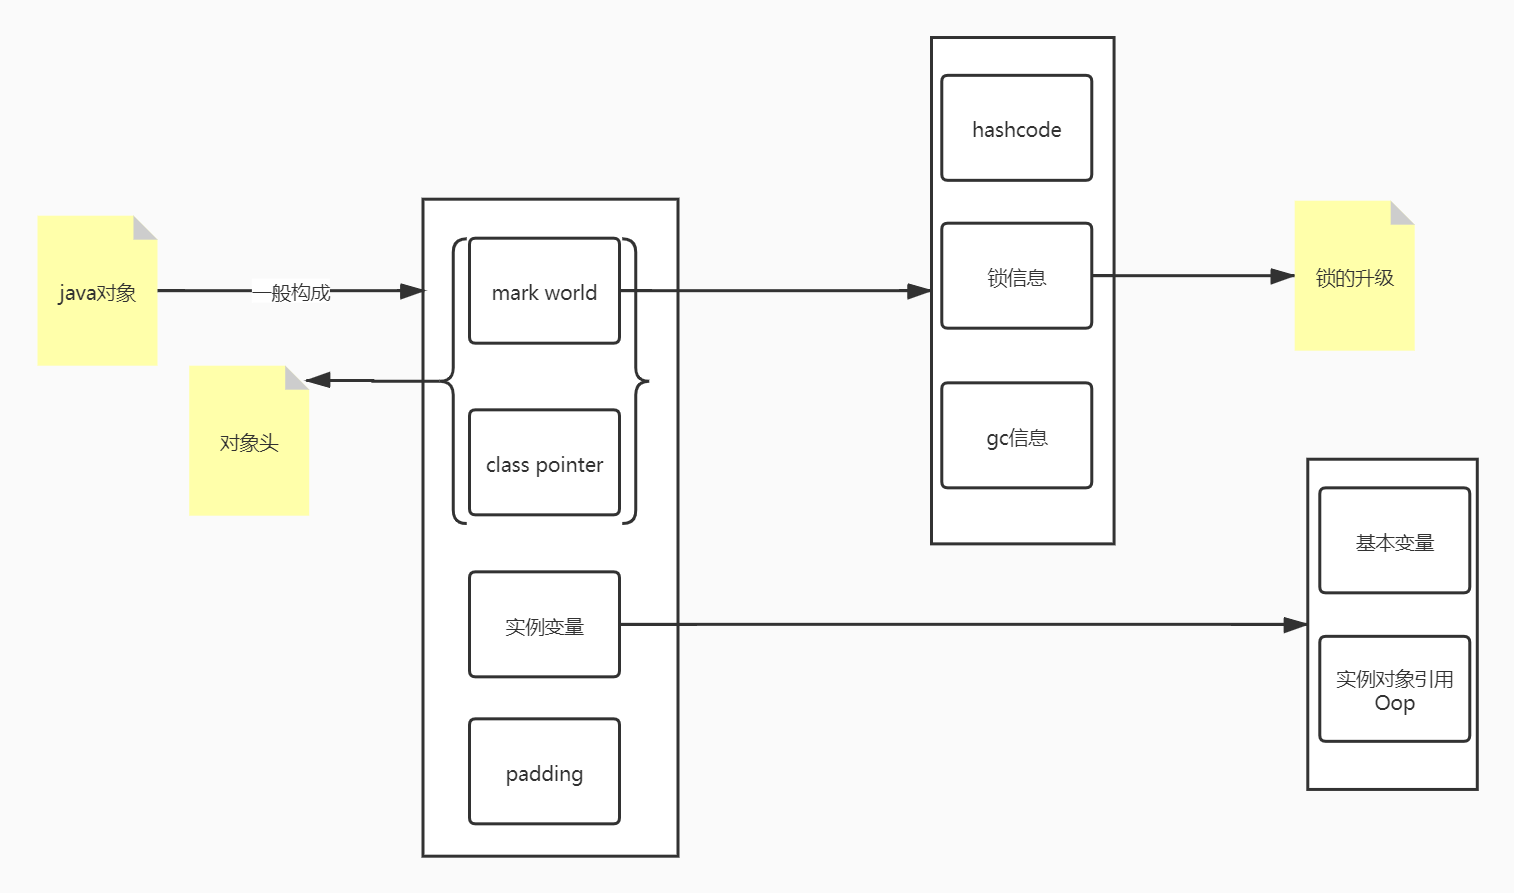 java对象
一般构成
对象头
mark world
class pointer
实例变量
padding
hashcode
锁信息
gc信息
锁的升级
基本变量
实例对象引用
Oop